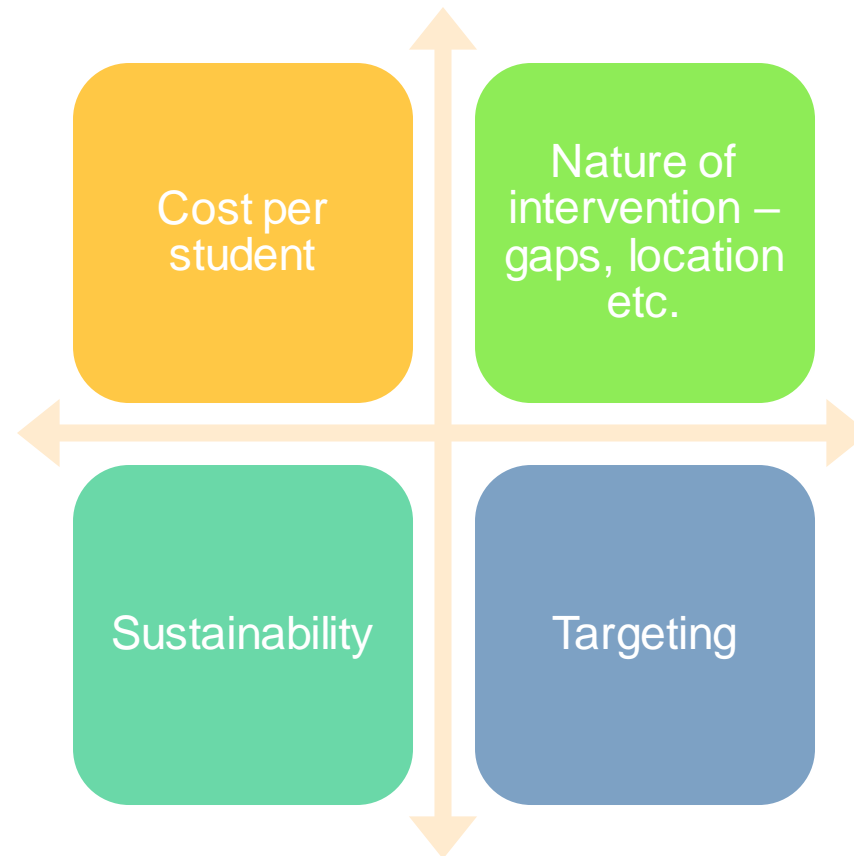 Cost per
student
Nature of
intervention –
gaps, location
etc.
Sustainability
Targeting